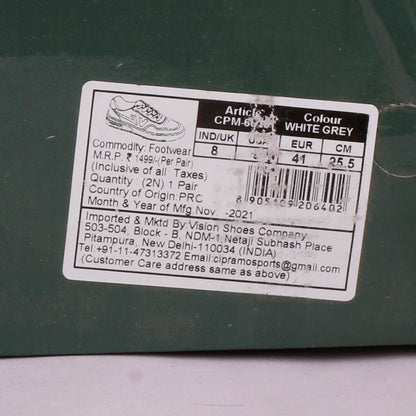 Article Colour
CPM-6 WHITE GREY
IND/UK EUR CM
8 41 25.5
Commodity: Footwear
M.R.P. ₹ 1499/-(Per Pair)
(Inclusive of all Taxes)
Quantity : (2N) 1 Pair
Country of Origin: PRC
Month & Year of Mfg.Nov. -2021
8 905109 206402
Imported & Mktd By:Vision Shoes Company
503-504, Block - B, NDM-1,Netaji Subhash Place
Pitampura, New Delhi-110034 (INDIA)
Tel:+91-11-47313372 Email:cipramosports@gmail.com
(Customer Care address same as above)